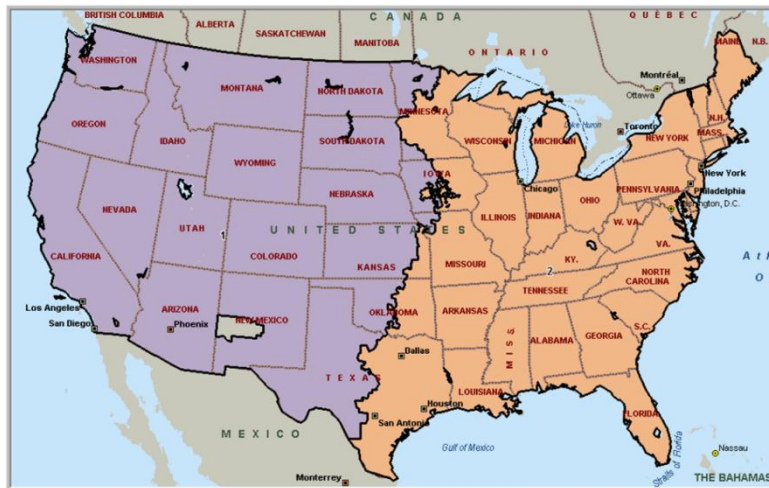 BRITISH COLUMBIA
ALBERTA
SASKATCHEWAN
MANITOBA
CANADA
ONTARIO
QUÉBEC
MAINE
N.B.
WASHINGTON
MONTANA
NORTH DAKOTA
MINNESOTA
Montréal
Ottawa
OREGON
IDAHO
WYOMING
SOUTH DAKOTA
WISCONSIN
MICHIGAN
Lake Huron
Toronto
NEW YORK
N.H.
MASS.
NEBRASKA
IOWA
Chicago
New York
PENNSYLVANIA
Philadelphia
Washington, D.C.
NEVADA
UTAH
1
UNITED STATES
ILLINOIS
INDIANA
OHIO
W. VA.
VA.
CALIFORNIA
COLORADO
KANSAS
MISSOURI
KY.
2
At
O
Los Angeles
San Diego
ARIZONA
Phoenix
NEW MEXICO
OKLAHOMA
ARKANSAS
TENNESSEE
NORTH
CAROLINA
S.C.
TEXAS
Dallas
MISS
ALABAMA
GEORGIA
LOUISIANA
Houston
San Antonio
FLORIDA
MEXICO
Gulf of Mexico
Straits of Florida
Nassau
Monterrey
THE BAHAMAS